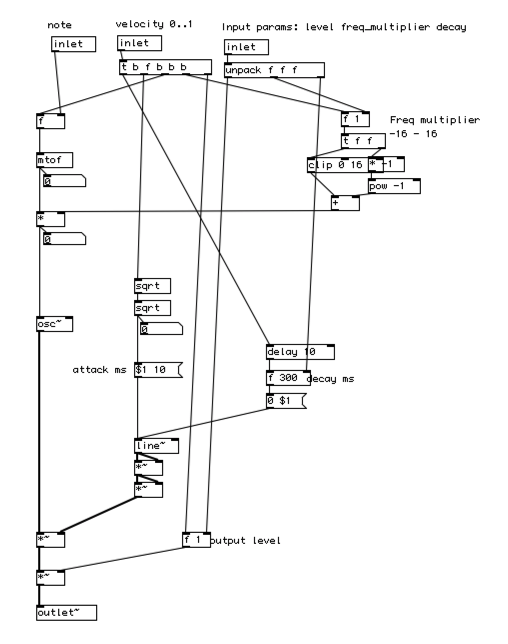 note
velocity 0..1
Input params: level freq_multiplier decay
inlet
inlet
inlet
t b f b b b
unpack f f f
f
f 1
Freq multiplier
-16 - 16
t f f
mtof
clip 0 16
* -1
0
pow -1
+
*
0
sqrt
sqrt
osc~
0
delay 10
attack ms
$1 10
f 300
decay ms
0 $1
line~
*~
*~
*~
f 1
output level
*~
outlet~